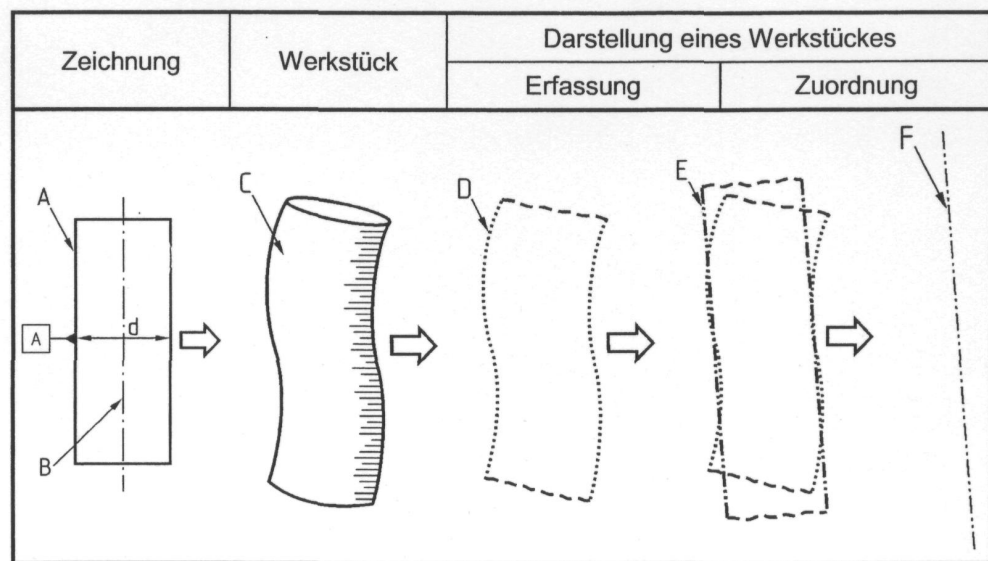 Zeichnung
Werkstück
Darstellung eines Werkstückes
Erfassung
Zuordnung
A
B
A
d
C
D
E
F